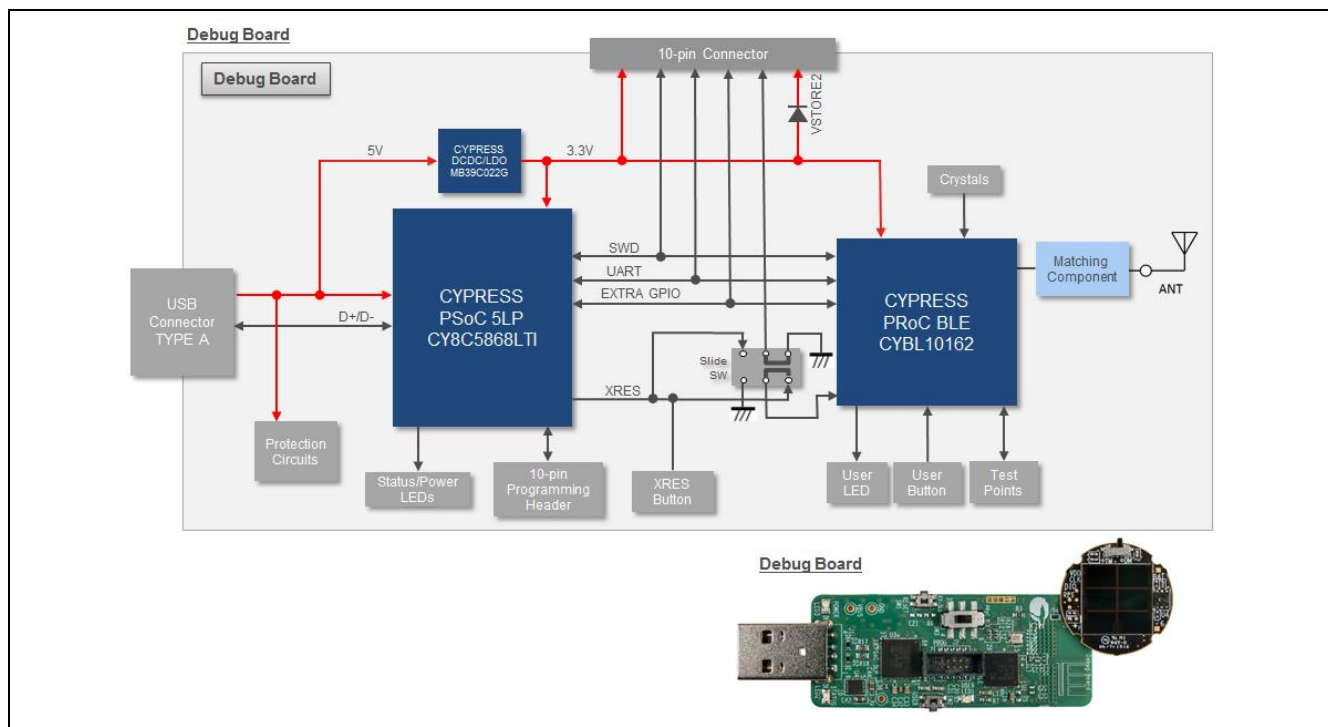 Debug Board
Debug Board
10-pin Connector
VSTORE2
5V
CYPRESS
DCDC/LDO
MB39C022G
3.3V
Crystals
USB
Connector
TYPE A
D+/D-
CYPRESS
PSoC 5LP
CY8C5868LTI
SWD
UART
EXTRA GPIO
CYPRESS
PRoC BLE
CYBL10162
Matching
Component
ANT
Slide
SW
XRES
Protection
Circuits
Status/Power
LEDs
10-pin
Programming
Header
XRES
Button
User
LED
User
Button
Test
Points
Debug Board